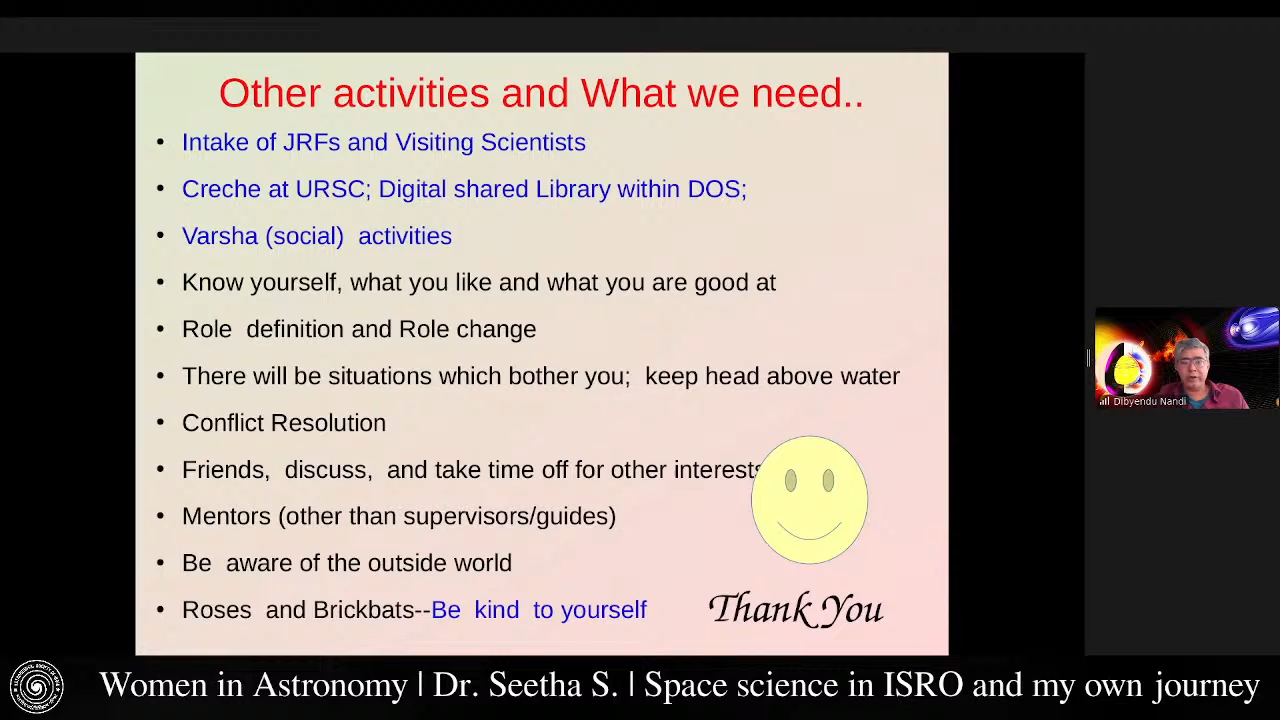 Other activities and What we need..
• Intake of JRFs and Visiting Scientists
• Creche at URSC; Digital shared Library within DOS;
• Varsha (social) activities
• Know yourself, what you like and what you are good at
• Role definition and Role change
• There will be situations which bother you; keep head above water
• Conflict Resolution
• Friends, discuss, and take time off for other interests
• Mentors (other than supervisors/guides)
• Be aware of the outside world
• Roses and Brickbats--Be kind to yourself
Thank You
Dibyendu Nandi
Women in Astronomy | Dr. Seetha S. | Space science in ISRO and my own journey